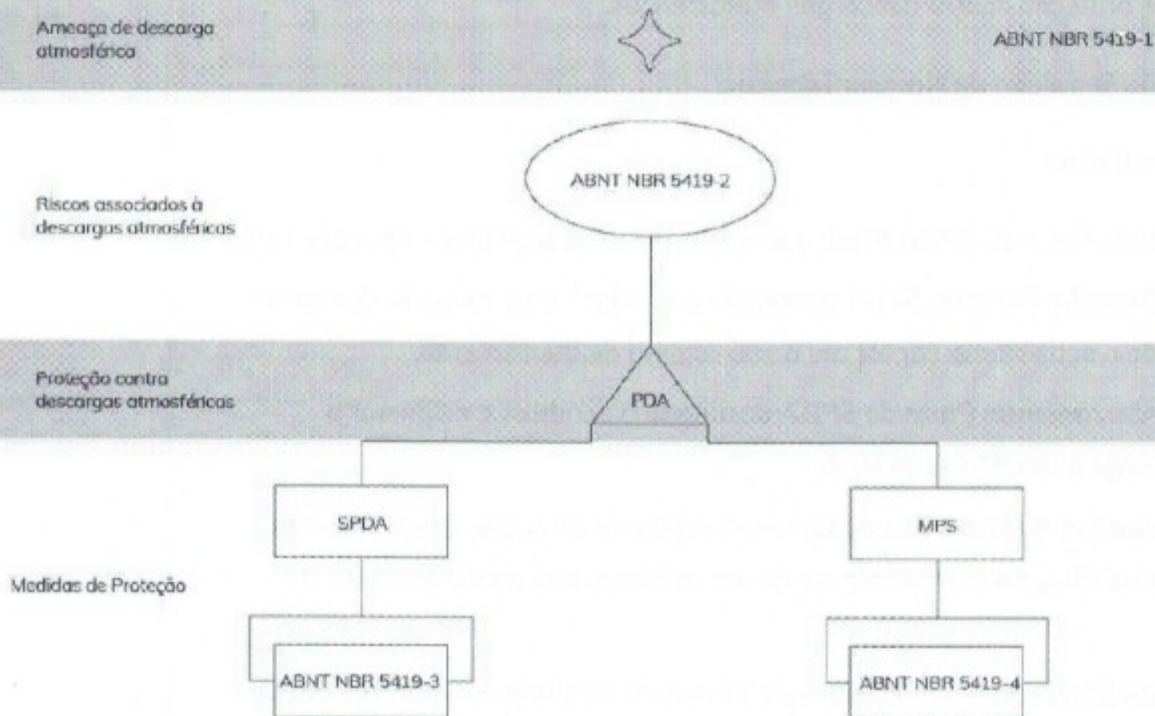 Ameaça de descarga
atmosférica
ABNT NBR 5419-1
ABNT NBR 5419-2
Riscos associados à
descargas atmosféricas
Proteção contra
descargas atmosféricas
PDA
SPDA
MPS
Medidas de Proteção
ABNT NBR 5419-3
ABNT NBR 5419-4